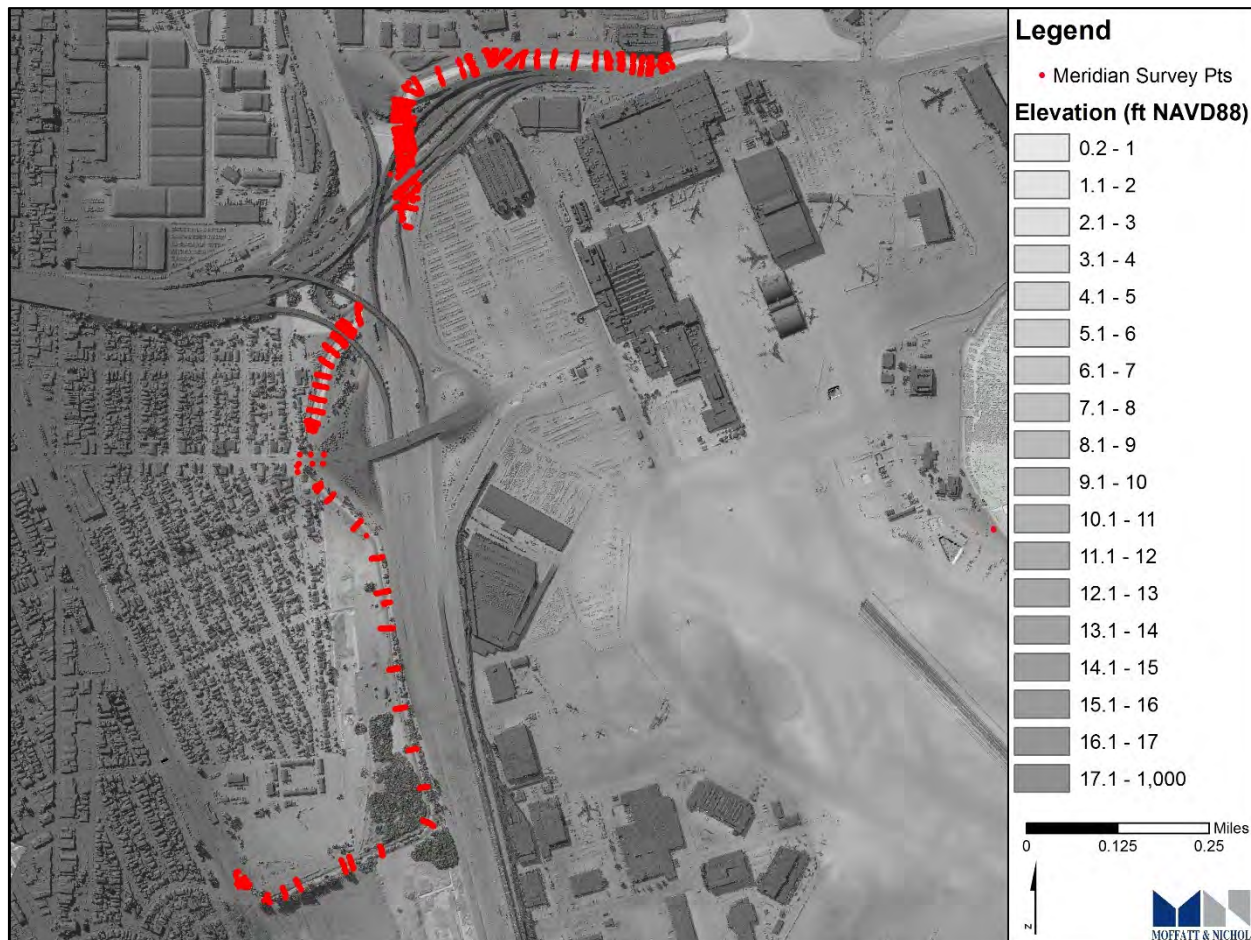 Legend
Meridian Survey Pts
Elevation (ft NAVD88)
0.2 - 1
1.1 - 2
2.1 - 3
3.1 - 4
4.1 - 5
5.1 - 6
6.1 - 7
7.1 - 8
8.1 - 9
9.1 - 10
10.1 - 11
11.1 - 12
12.1 - 13
13.1 - 14
14.1 - 15
15.1 - 16
16.1 - 17
17.1 - 1,000
Miles
0 0.125 0.25
N
MOFFATT & NICHOL